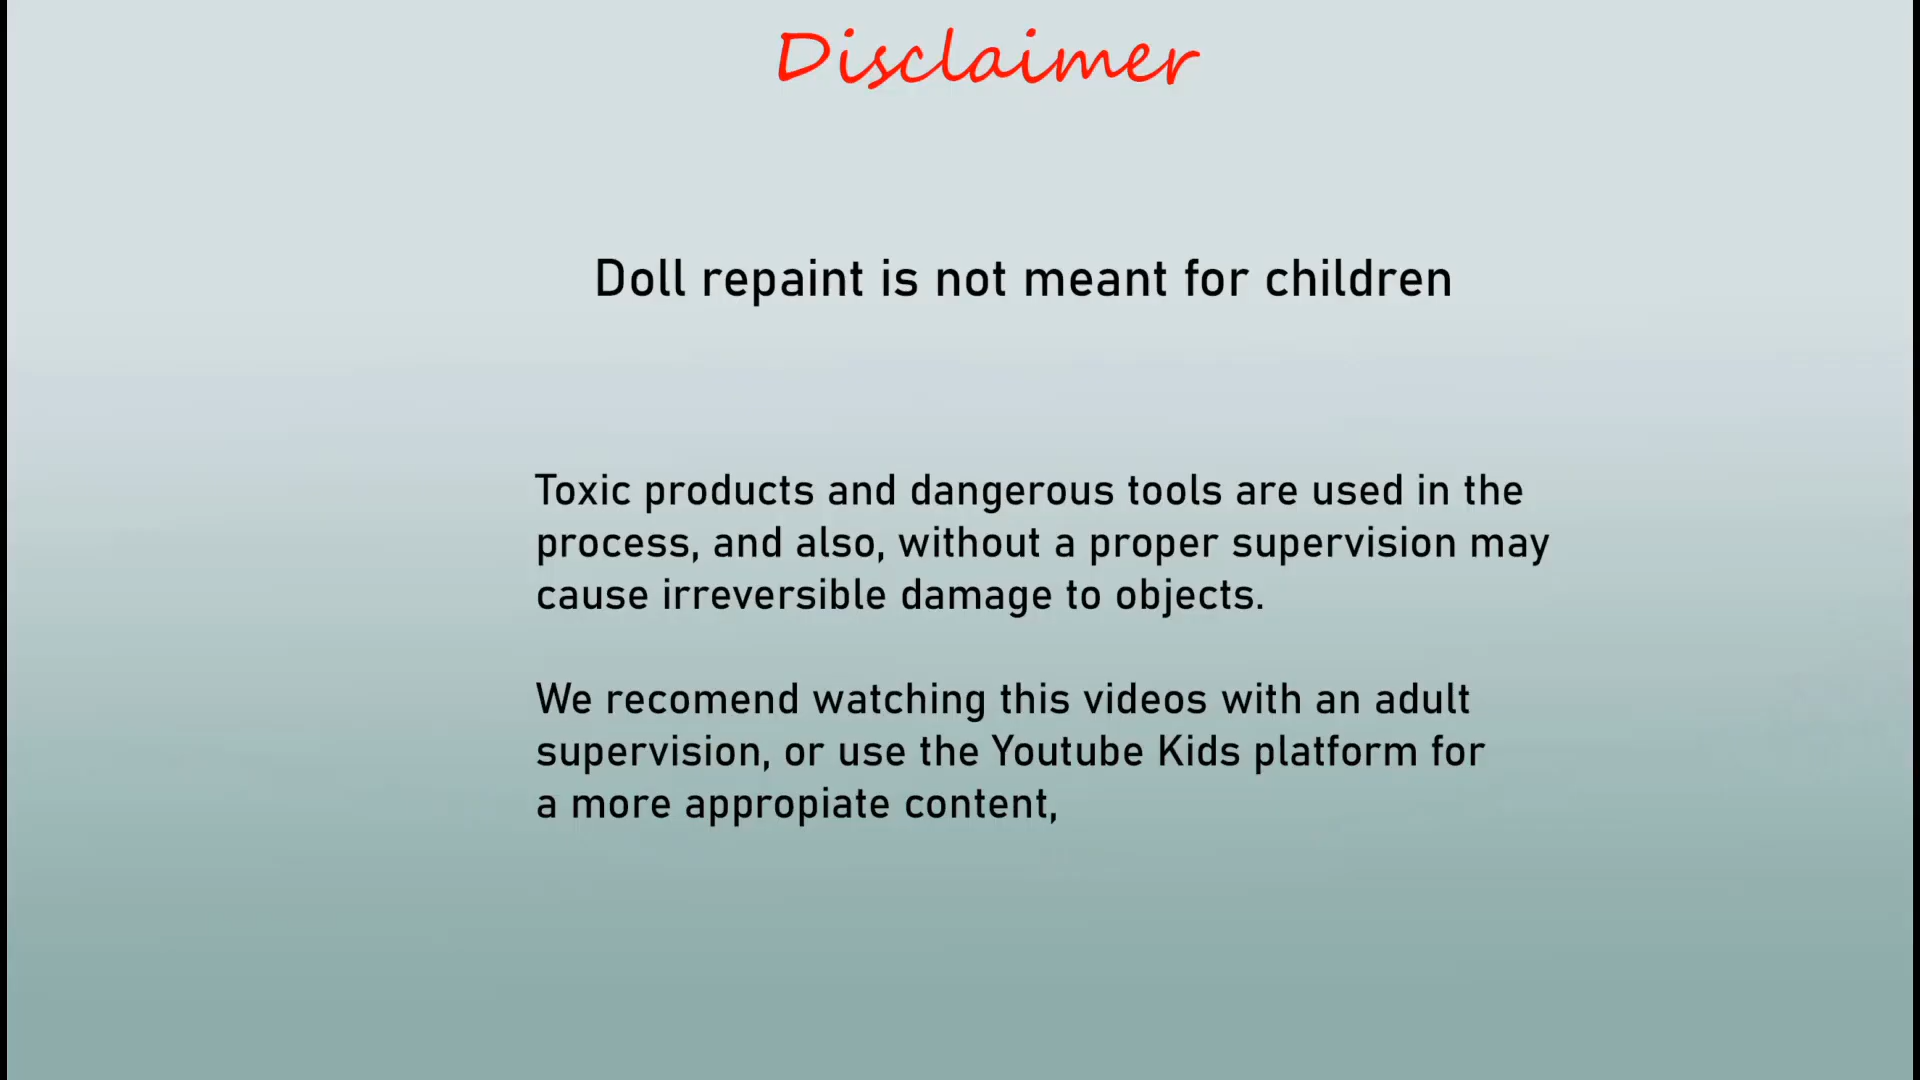 Disclaimer
Doll repaint is not meant for children
Toxic products and dangerous tools are used in the
process, and also, without a proper supervision may
cause irreversible damage to objects.
We recomend watching this videos with an adult
supervision, or use the Youtube Kids platform for
a more appropiate content,